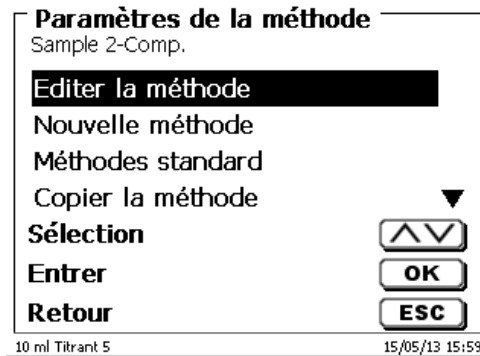 Paramètres de la méthode
Sample 2-Comp.
Editer la méthode
Nouvelle méthode
Méthodes standard
Copier la méthode
Sélection
Entrer OK
Retour ESC
10 ml Titrant 5 15/05/13 15:59